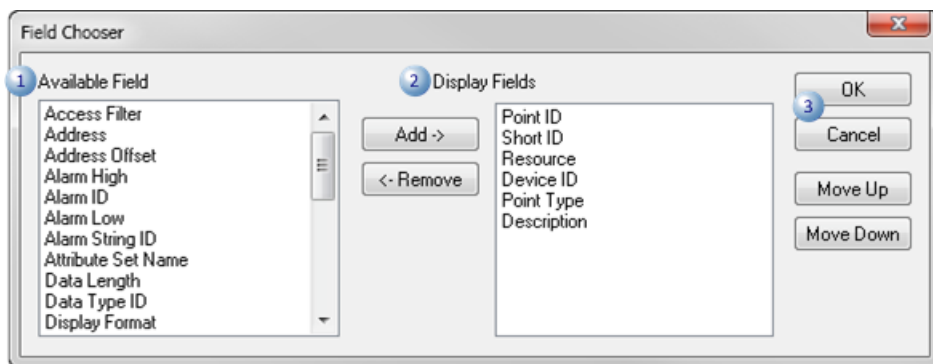 Field Chooser
1 Available Field
Access Filter
Address
Address Offset
Alarm High
Alarm ID
Alarm Low
Alarm String ID
Attribute Set Name
Data Length
Data Type ID
Display Format
Add ->
<- Remove
2 Display Fields
Point ID
Short ID
Resource
Device ID
Point Type
Description
3
OK
Cancel
Move Up
Move Down